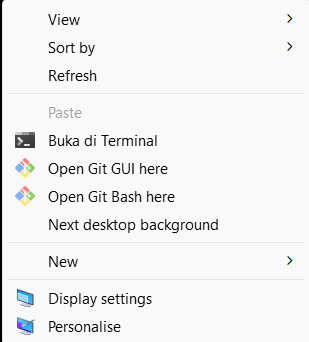 View
Sort by
Refresh
Paste
Buka di Terminal
Open Git GUI here
Open Git Bash here
Next desktop background
New
Display settings
Personalise